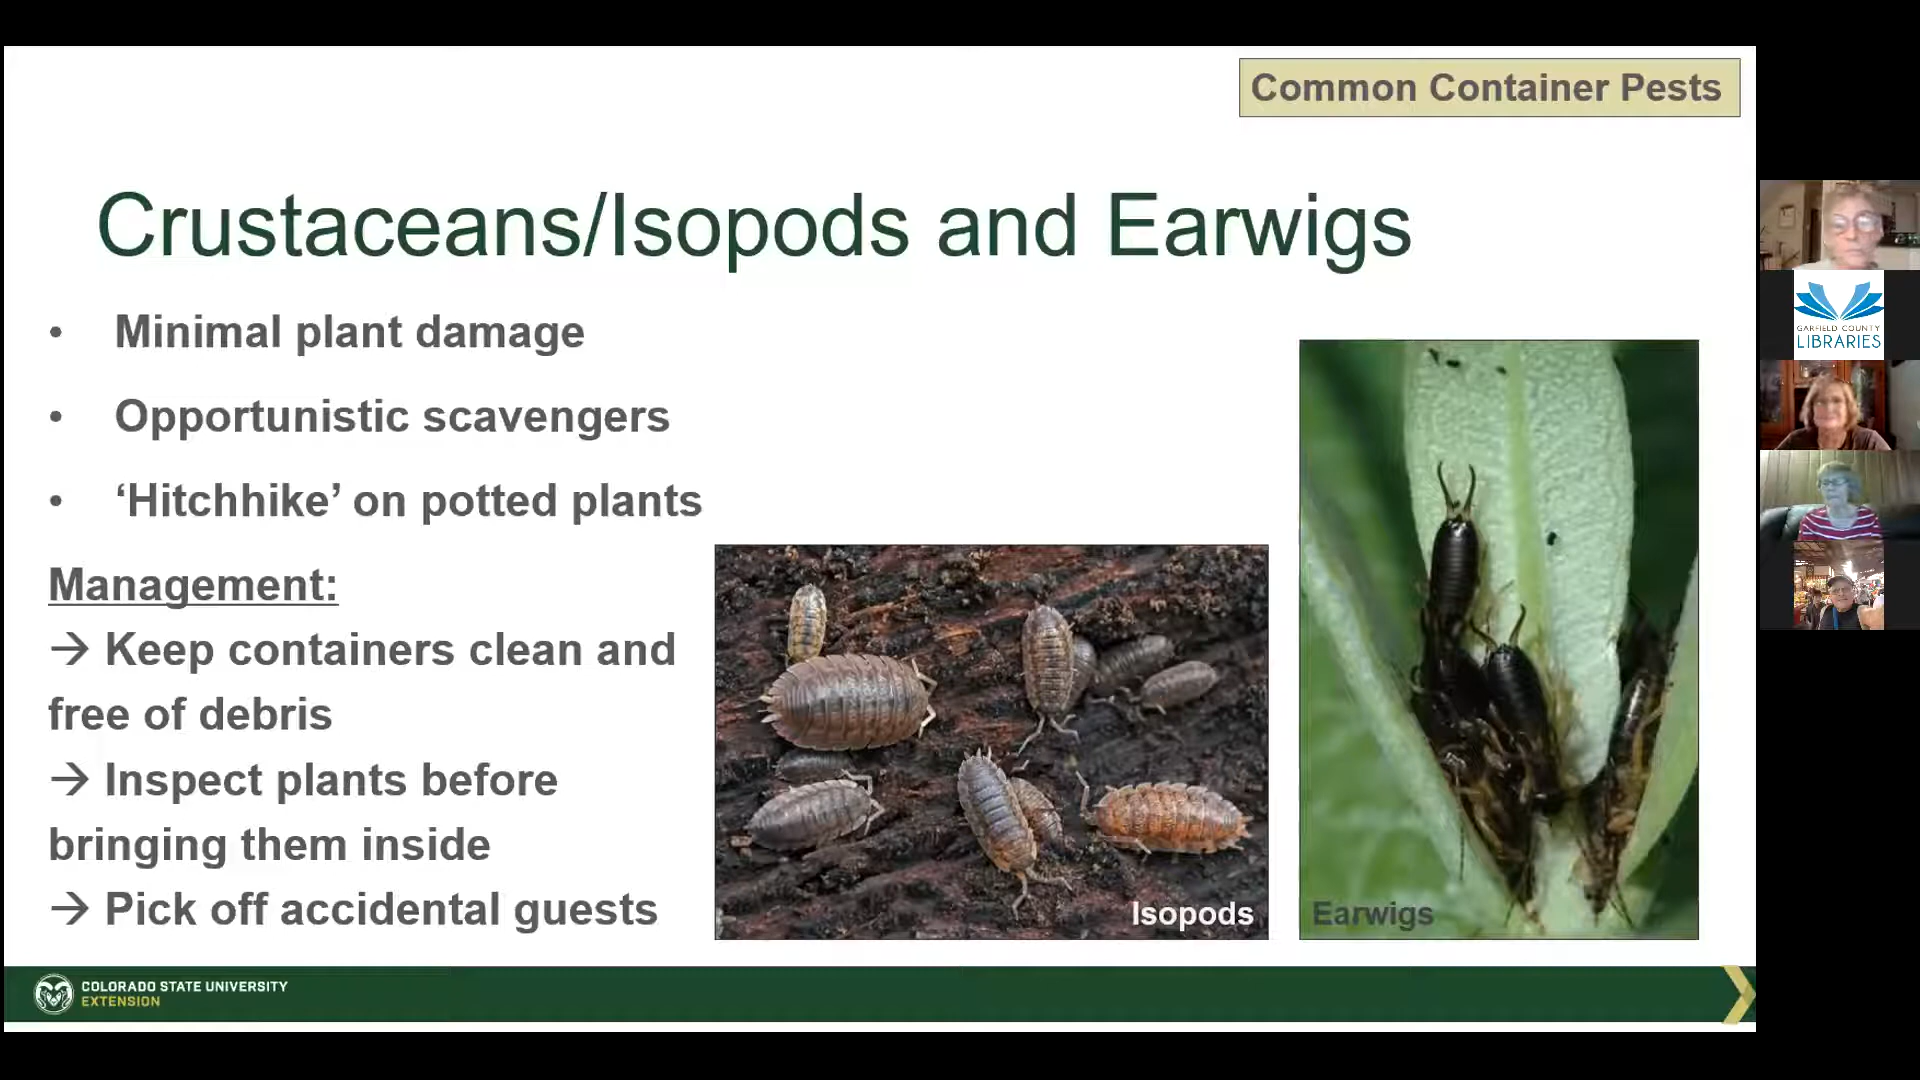 Common Container Pests
Crustaceans/Isopods and Earwigs
• Minimal plant damage
• Opportunistic scavengers
• ‘Hitchhike’ on potted plants
Management:
→ Keep containers clean and
free of debris
→ Inspect plants before
bringing them inside
→ Pick off accidental guests
Isopods
Earwigs
COLORADO STATE UNIVERSITY
EXTENSION
GARFIELD COUNTY
LIBRARIES